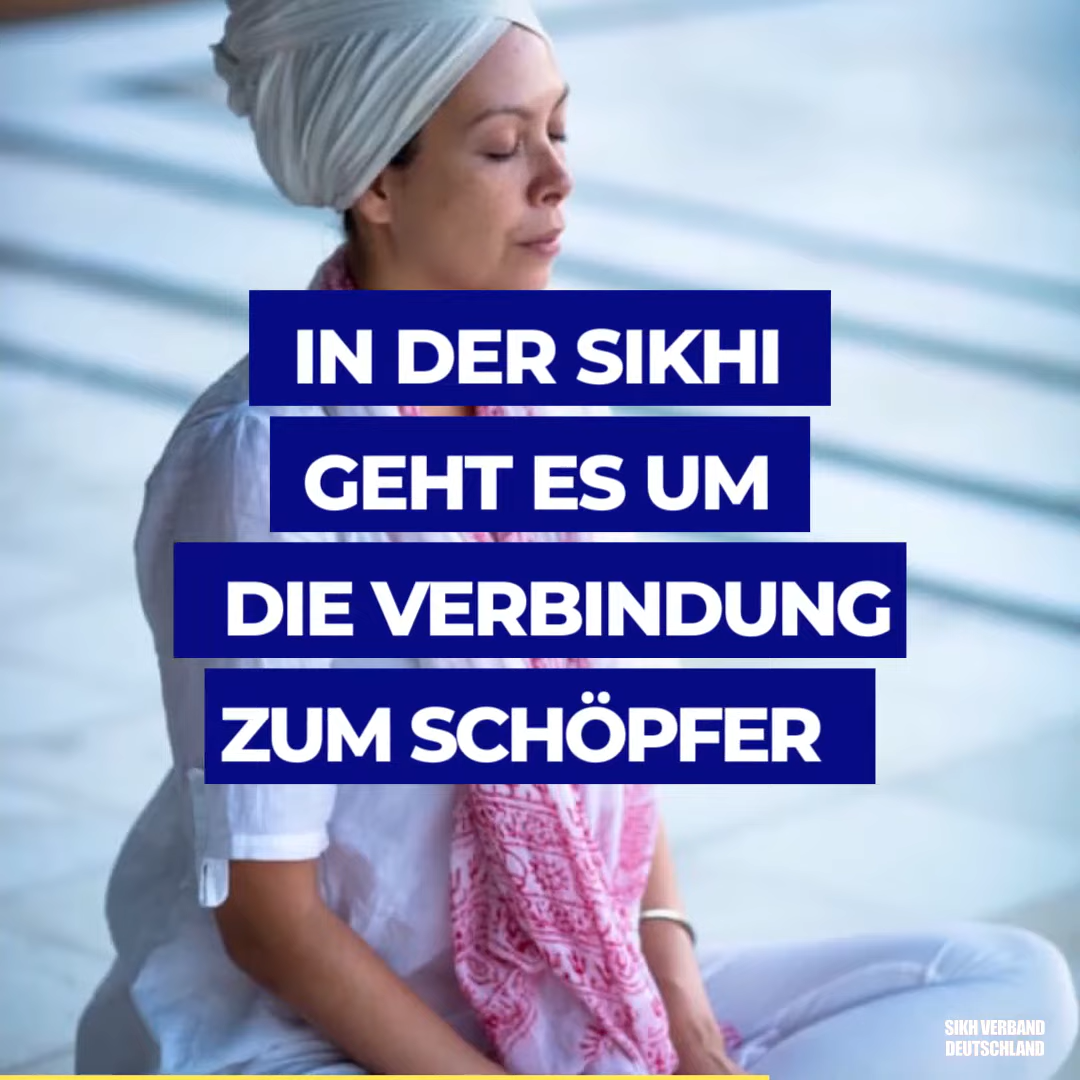 IN DER SIKHI
GEHT ES UM
DIE VERBINDUNG
ZUM SCHÖPFER
SIKH VERBAND
DEUTSCHLAND